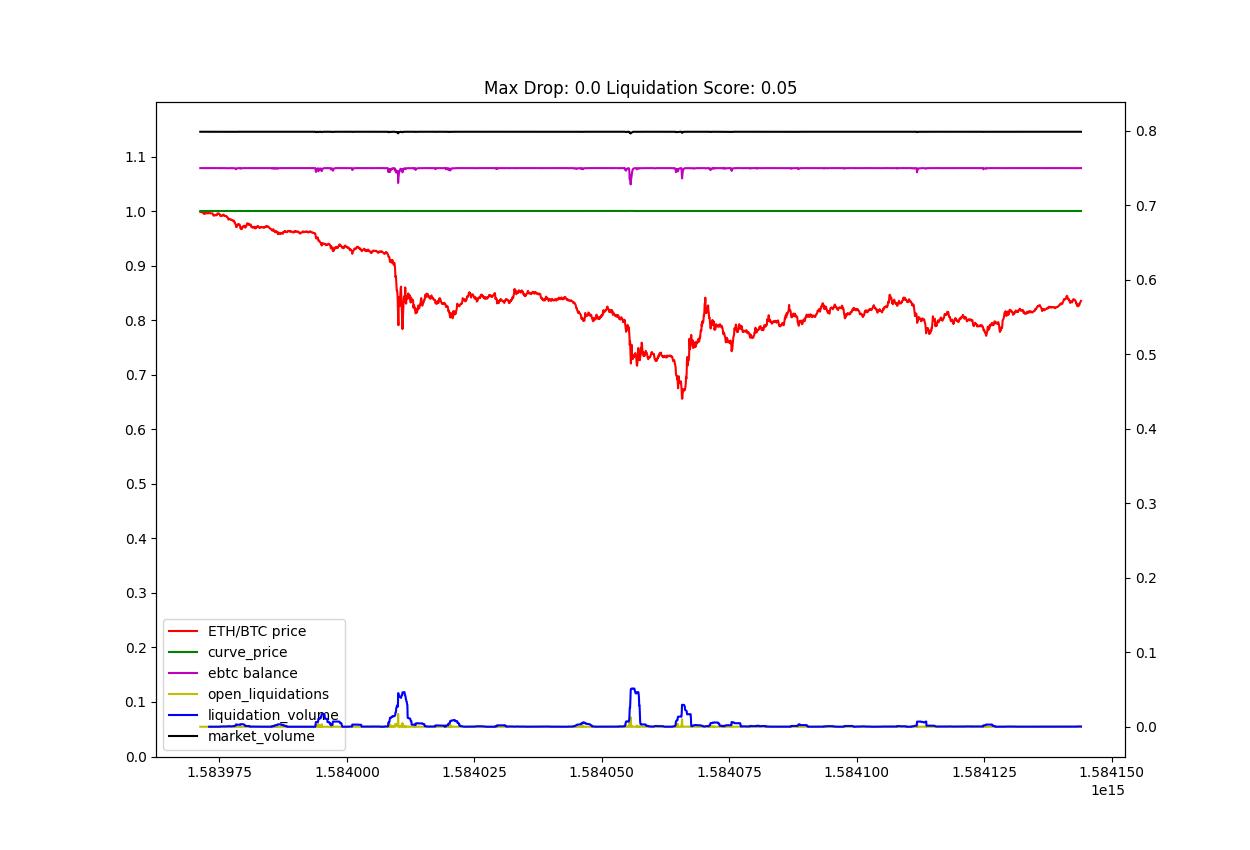 Max Drop: 0.0 Liquidation Score: 0.05
1.1
1.0
0.9
0.8
0.7
0.6
0.5
0.4
0.3
0.2
0.1
0.0
0.8
0.7
0.6
0.5
0.4
0.3
0.2
0.1
0.0
ETH/BTC price
curve_price
ebtc balance
open_liquidations
liquidation_volume
market_volume
1.583975 1.584000 1.584025 1.584050 1.584075 1.584100 1.584125 1.584150
1e15